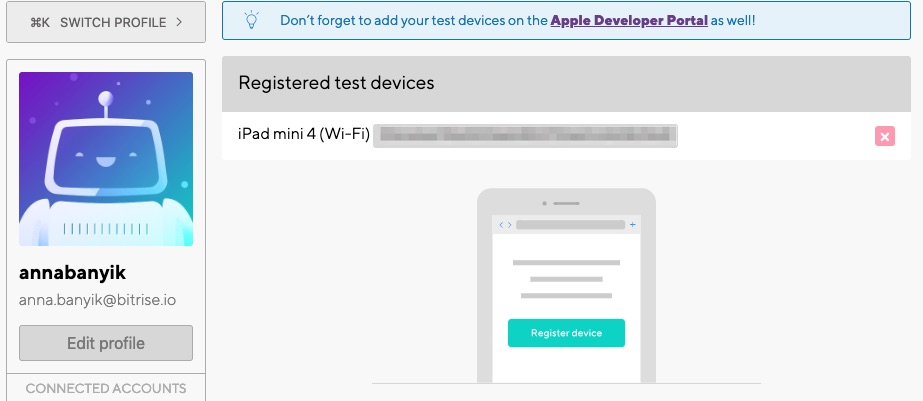 ⌘K SWITCH PROFILE >
Don't forget to add your test devices on the Apple Developer Portal as well!
Registered test devices
iPad mini 4 (Wi-Fi)
annabanyik
anna.banyik@bitrise.io
Edit profile
CONNECTED ACCOUNTS
Register device